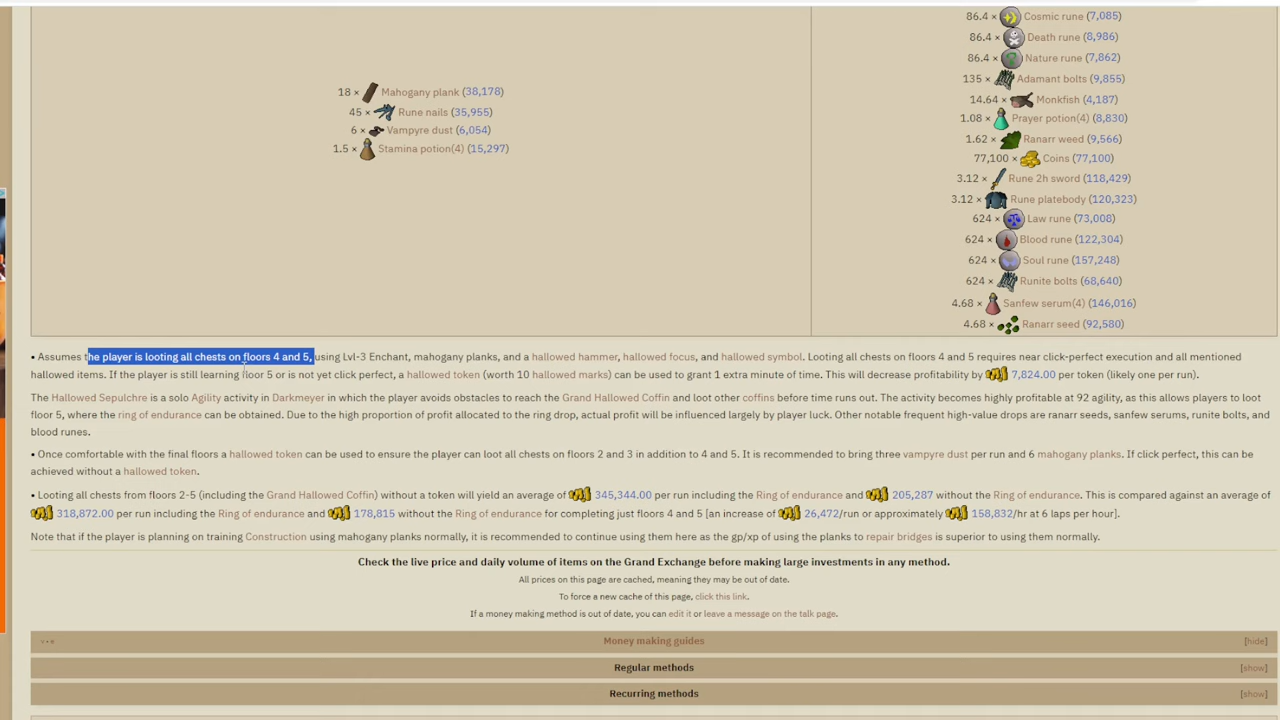 18 × Mahogany plank (38,178)
45 × Rune nails (35,955)
6 × Vampyre dust (6,054)
1.5 × Stamina potion(4) (15,297)
86.4 × Cosmic rune (7,085)
86.4 × Death rune (8,986)
86.4 × Nature rune (7,862)
135 × Adamant bolts (9,855)
14.64 × Monkfish (4,187)
1.08 × Prayer potion(4) (8,830)
1.62 × Ranarr weed (9,566)
77,100 × Coins (77,100)
3.12 × Rune 2h sword (118,429)
3.12 × Rune platebody (120,323)
624 × Law rune (73,008)
624 × Blood rune (122,304)
624 × Soul rune (157,248)
624 × Runite bolts (68,640)
4.68 × Sanfew serum(4) (146,016)
4.68 × Ranarr seed (92,580)
• Assumes the player is looting all chests on floors 4 and 5, using Lvl-3 Enchant, mahogany planks, and a hallowed hammer, hallowed focus, and hallowed symbol. Looting all chests on floors 4 and 5 requires near click-perfect execution and all mentioned
hallowed items. If the player is still learning floor 5 or is not yet click perfect, a hallowed token (worth 10 hallowed marks) can be used to grant 1 extra minute of time. This will decrease profitability by 7,824.00 per token (likely one per run).
The Hallowed Sepulchre is a solo Agility activity in Darkmeyer in which the player avoids obstacles to reach the Grand Hallowed Coffin and loot other coffins before time runs out. The activity becomes highly profitable at 92 agility, as this allows players to loot
floor 5, where the ring of endurance can be obtained. Due to the high proportion of profit allocated to the ring drop, actual profit will be influenced largely by player luck. Other notable frequent high-value drops are ranarr seeds, sanfew serums, runite bolts, and
blood runes.
• Once comfortable with the final floors a hallowed token can be used to ensure the player can loot all chests on floors 2 and 3 in addition to 4 and 5. It is recommended to bring three vampyre dust per run and 6 mahogany planks. If click perfect, this can be
achieved without a hallowed token.
• Looting all chests from floors 2-5 (including the Grand Hallowed Coffin) without a token will yield an average of 345,344.00 per run including the Ring of endurance and 205,287 without the Ring of endurance. This is compared against an average of
318,872.00 per run including the Ring of endurance and 178,815 without the Ring of endurance for completing just floors 4 and 5 [an increase of 26,472/run or approximately 158,832/hr at 6 laps per hour].
Note that if the player is planning on training Construction using mahogany planks normally, it is recommended to continue using them here as the gp/xp of using the planks to repair bridges is superior to using them normally.
Check the live price and daily volume of items on the Grand Exchange before making large investments in any method.
All prices on this page are cached, meaning they may be out of date.
To force a new cache of this page, click this link.
If a money making method is out of date, you can edit it or leave a message on the talk page.
v • e Money making guides [hide]
Regular methods [show]
Recurring methods [show]